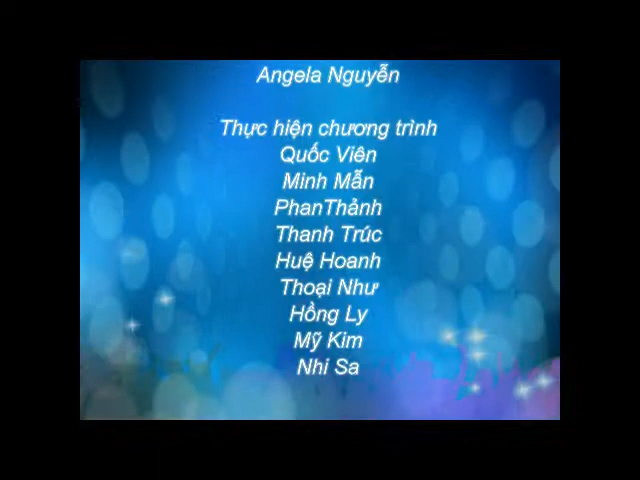 Angela Nguyễn
Thực hiện chương trình
Quốc Viên
Minh Mẫn
PhanThảnh
Thanh Trúc
Huệ Hoanh
Thoại Như
Hồng Ly
Mỹ Kim
Nhi Sa